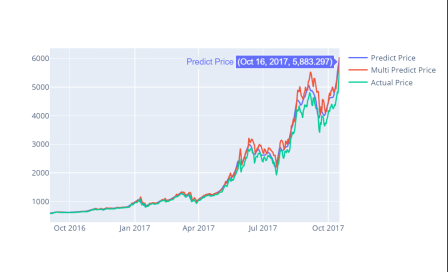 Predict Price (Oct 16, 2017, 5,883.297)
Predict Price
Multi Predict Price
Actual Price
6000
5000
4000
3000
2000
1000
Oct 2016 Jan 2017 Apr 2017 Jul 2017 Oct 2017